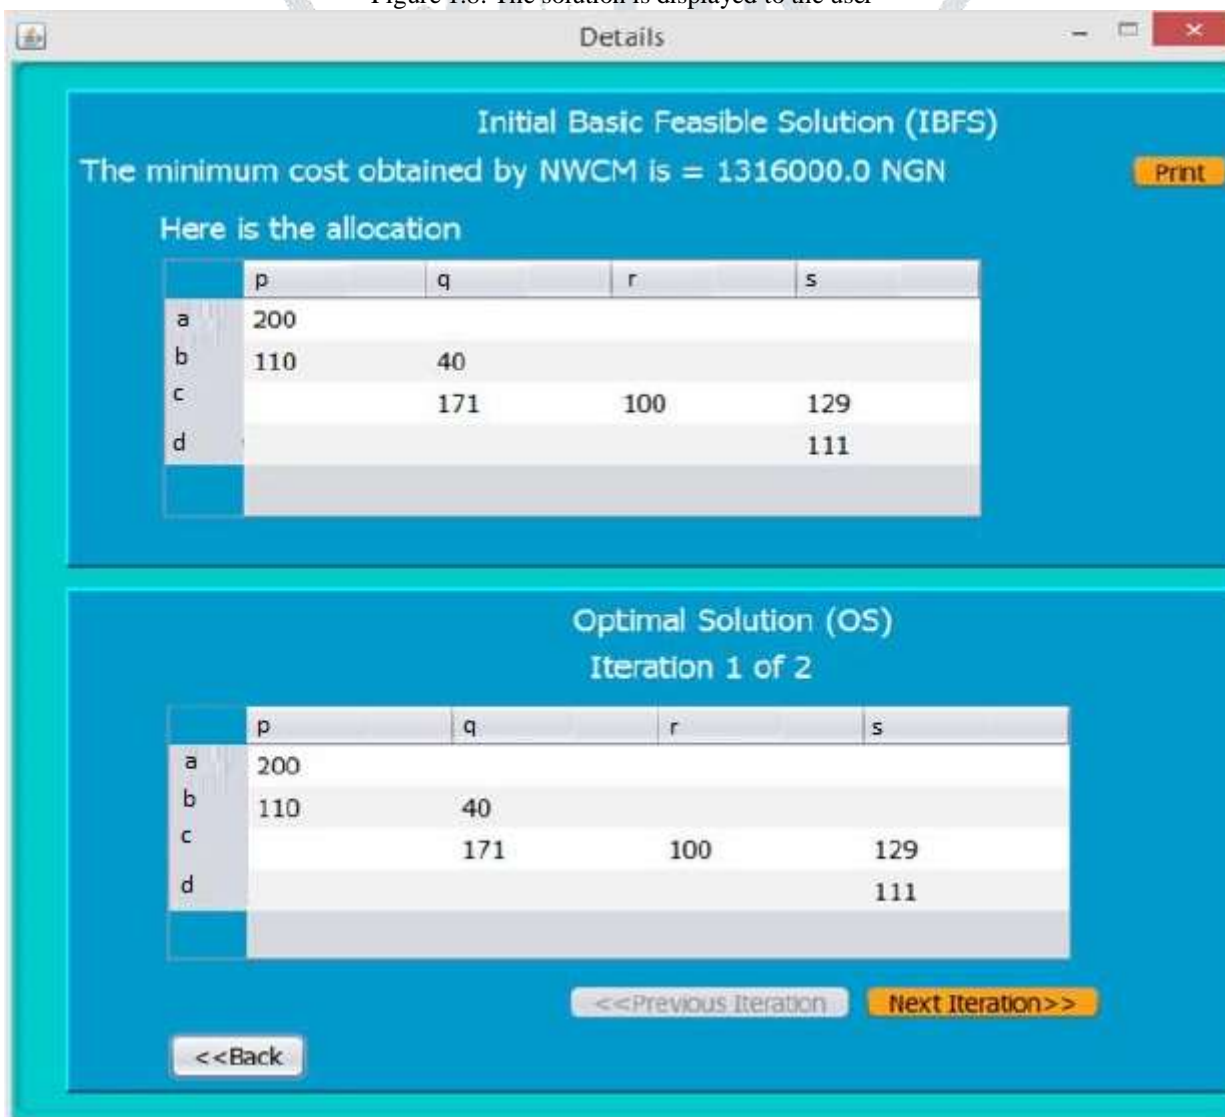 Figure 1.8: The solution is displayed to the user
Details
Initial Basic Feasible Solution (IBFS)
The minimum cost obtained by NWCM is = 1316000.0 NGN
Print
Here is the allocation
p q r s
a 200
b 110 40
c 171 100 129
d 111
Optimal Solution (OS)
Iteration 1 of 2
p q r s
a 200
b 110 40
c 171 100 129
d 111
<<Previous Iteration Next Iteration>>
<<Back